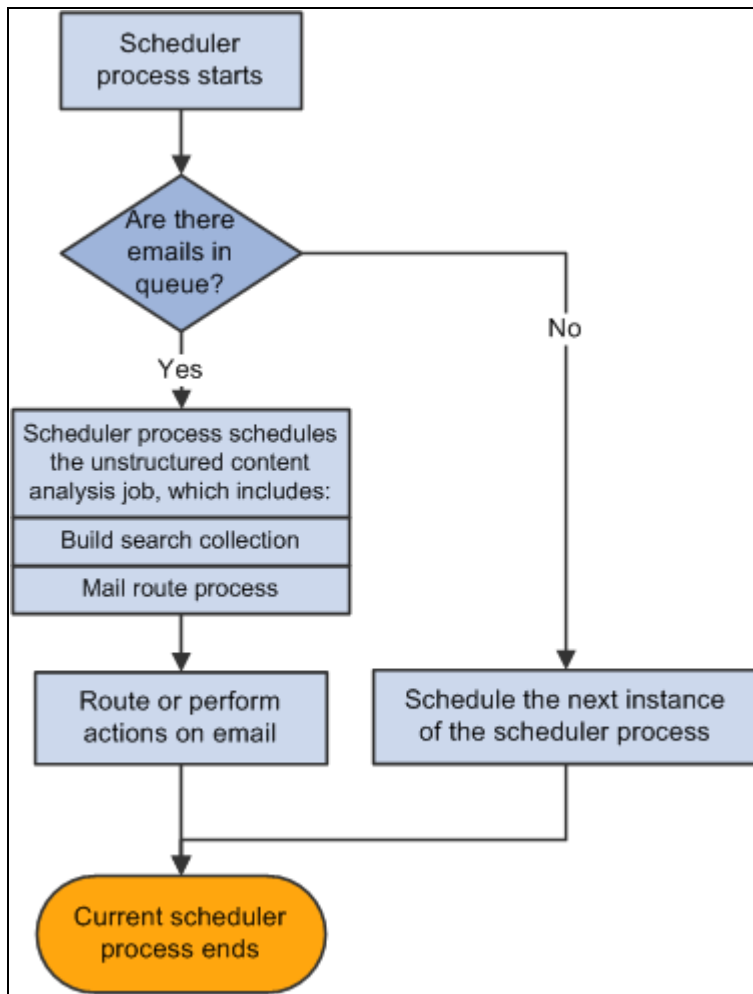 Scheduler
process starts
Are there
emails in
queue?
No
Yes
Scheduler process schedules
the unstructured content
analysis job, which includes:
Build search collection
Mail route process
Route or perform
actions on email
Schedule the next instance
of the scheduler process
Current scheduler
process ends